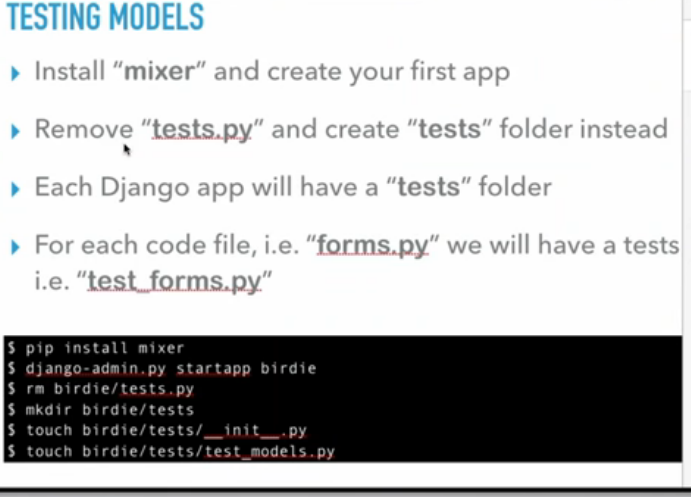 TESTING MODELS
Install “mixer” and create your first app
Remove “tests.py” and create “tests” folder instead
Each Django app will have a “tests” folder
For each code file, i.e. “forms.py” we will have a tests
i.e. “test_forms.py”
$ pip install mixer
$ django-admin.py startapp birdie
$ rm birdie/tests.py
$ mkdir birdie/tests
$ touch birdie/tests/__init__.py
$ touch birdie/tests/test_models.py